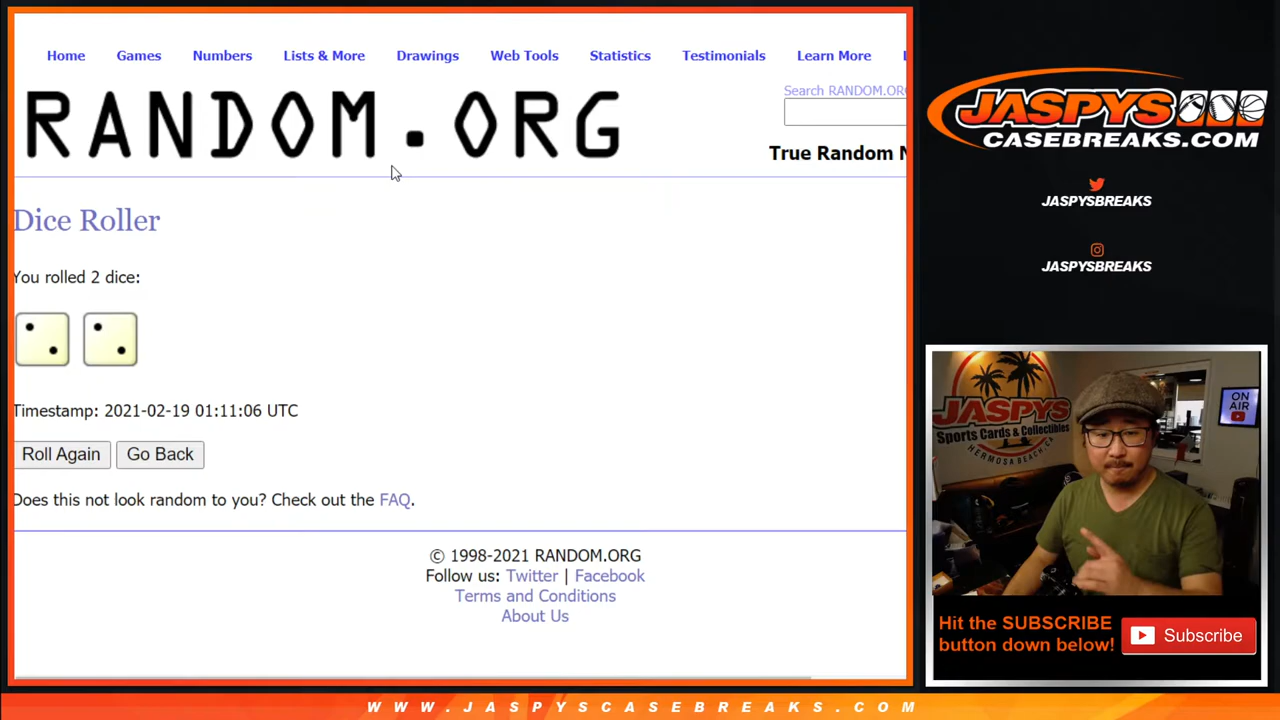 Home Games Numbers Lists & More Drawings Web Tools Statistics Testimonials Learn More
RANDOM.ORG
Search RANDOM.ORG
True Random N
Dice Roller
You rolled 2 dice:
Timestamp: 2021-02-19 01:11:06 UTC
Roll Again Go Back
Does this not look random to you? Check out the FAQ.
© 1998-2021 RANDOM.ORG
Follow us: Twitter | Facebook
Terms and Conditions
About Us
JASPYS
CASEBREAKS.COM
JASPYSBREAKS
JASPYSBREAKS
JASPYS
Sports Cards & Collectibles
HERMOSA BEACH, CA
ON
AIR
Hit the SUBSCRIBE
button down below!
Subscribe
WWW.JASPYSCASEBREAKS.COM